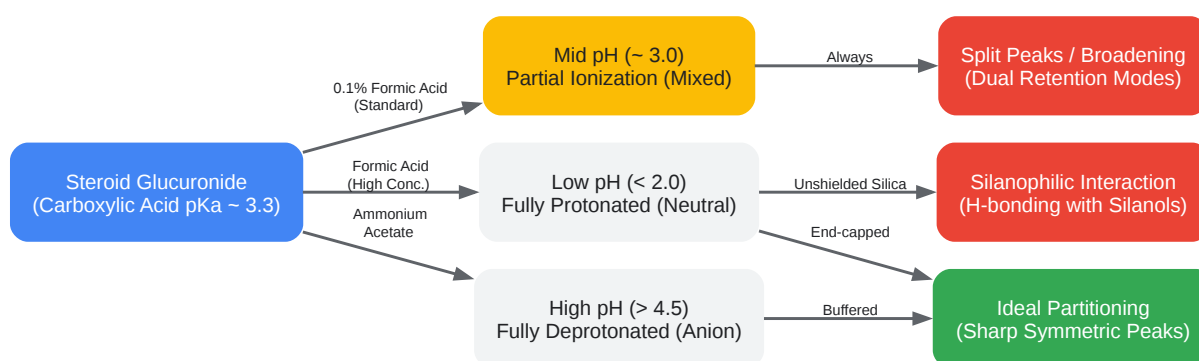 Steroid Glucuronide
(Carboxylic Acid pKa ~ 3.3)
0.1% Formic Acid
(Standard)
Formic Acid
(High Conc.)
Ammonium
Acetate
Mid pH (~ 3.0)
Partial Ionization (Mixed)
Low pH (< 2.0)
Fully Protonated (Neutral)
High pH (> 4.5)
Fully Deprotonated (Anion)
Always
Unshielded Silica
End-capped
Buffered
Split Peaks / Broadening
(Dual Retention Modes)
Silanophilic Interaction
(H-bonding with Silanols)
Ideal Partitioning
(Sharp Symmetric Peaks)